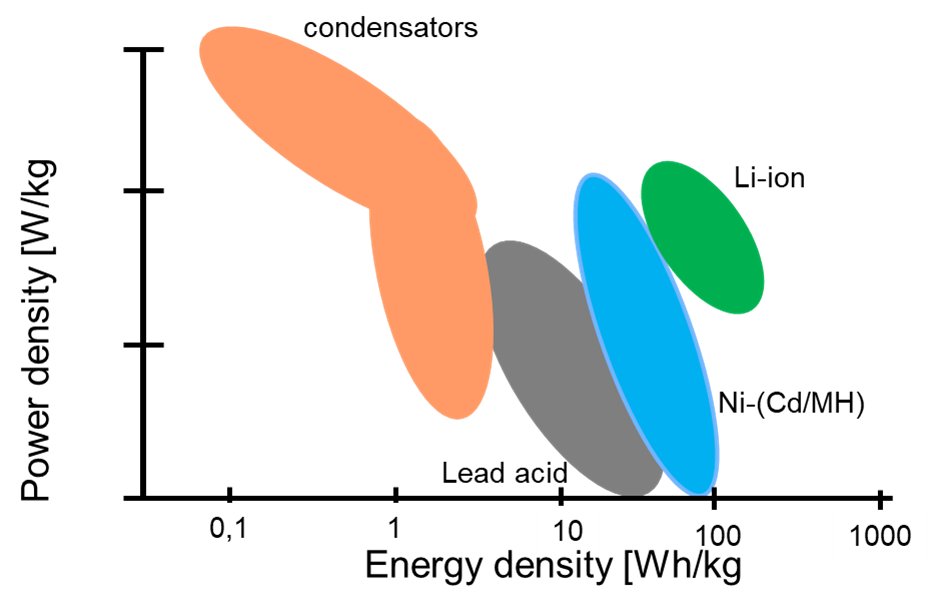 condensators
Li-ion
Ni-(Cd/MH)
Lead acid
Power density [W/kg]
0,1
1
10
100
1000
Energy density [Wh/kg